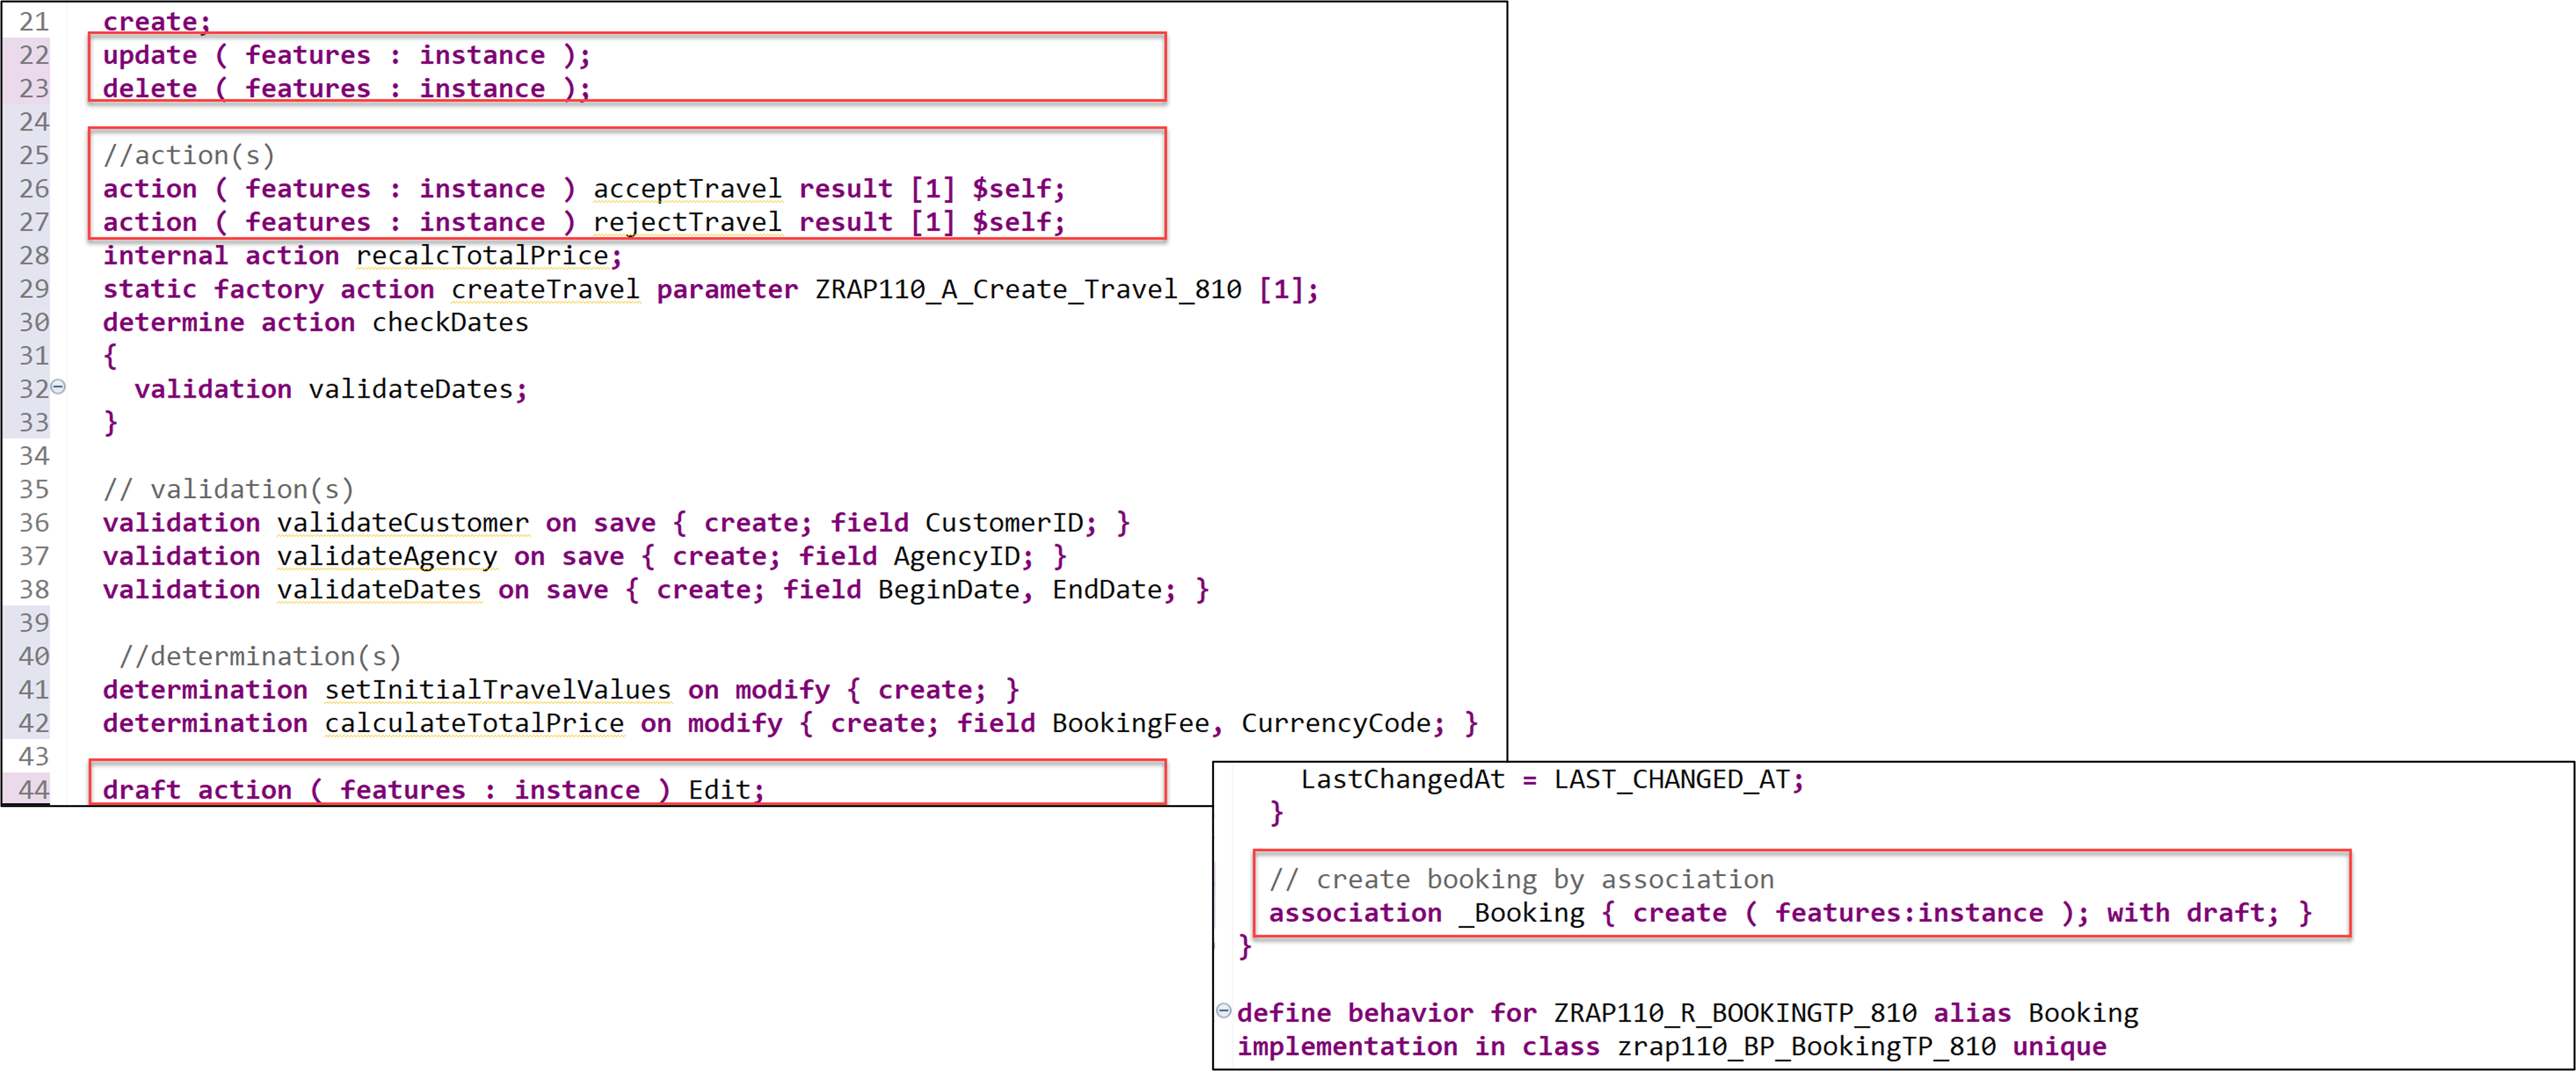 21 create;
22 update ( features : instance );
23 delete ( features : instance );
24
25 //action(s)
26 action ( features : instance ) acceptTravel result [1] $self;
27 action ( features : instance ) rejectTravel result [1] $self;
28 internal action recalcTotalPrice;
29 static factory action createTravel parameter ZRAP110_A_Create_Travel_810 [1];
30 determine action checkDates
31 {
32 validation validateDates;
33 }
34
35 // validation(s)
36 validation validateCustomer on save { create; field CustomerID; }
37 validation validateAgency on save { create; field AgencyID; }
38 validation validateDates on save { create; field BeginDate, EndDate; }
39
40 //determination(s)
41 determination setInitialTravelValues on modify { create; }
42 determination calculateTotalPrice on modify { create; field BookingFee, CurrencyCode; }
43
44 draft action ( features : instance ) Edit;
LastChangedAt = LAST_CHANGED_AT;
}
// create booking by association
association _Booking { create ( features:instance ); with draft; }
}
define behavior for ZRAP110_R_BOOKINGTP_810 alias Booking
implementation in class zrap110_BP_BookingTP_810 unique